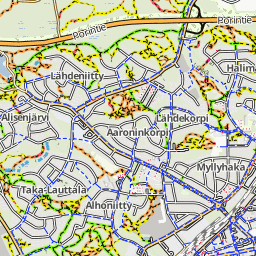 Porintie
Porintie
Lähdeniitty
Halim
Alisenjärvi
Lähdekorpi
Aaroninkorpi
Myllyhaka
Taka-Lauttala
Alhoniitty